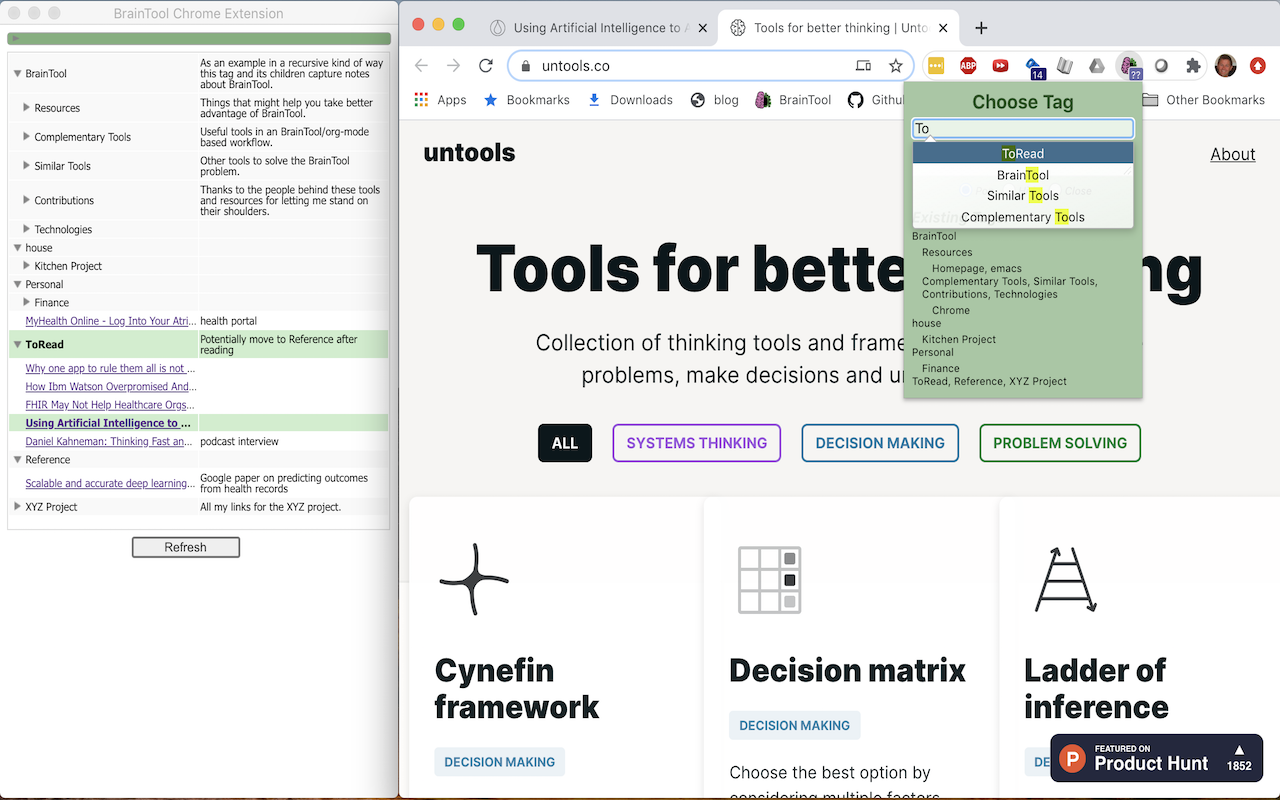 BrainTool Chrome Extension
BrainTool
As an example in a recursive kind of way
this tag and its children capture notes
about BrainTool.
Resources
Things that might help you take better
advantage of BrainTool.
Complementary Tools
Useful tools in an BrainTool/org-mode
based workflow.
Similar Tools
Other tools to solve the BrainTool
problem.
Contributions
Thanks to the people behind these tools
and resources for letting me stand on
their shoulders.
Technologies
house
Kitchen Project
Personal
Finance
MyHealth Online - Log Into Your Atri...
health portal
ToRead
Potentially move to Reference after
reading
Why one app to rule them all is not ...
How Ibm Watson Overpromised And...
FHIR May Not Help Healthcare Orgs...
Using Artificial Intelligence to ...
Daniel Kahneman: Thinking Fast an...
podcast interview
Reference
Scalable and accurate deep learning...
Google paper on predicting outcomes
from health records
XYZ Project
All my links for the XYZ project.
Refresh
Using Artificial Intelligence to
Tools for better thinking | Unto
untools.co
ABP
14
??
Apps
Bookmarks
Downloads
blog
BrainTool
Githu
Other Bookmarks
Choose Tag
To
ToRead
BrainTool
Similar Tools
Complementary Tools
Close
Existing
BrainTool
Resources
Homepage, emacs
Complementary Tools, Similar Tools,
Contributions, Technologies
Chrome
house
Kitchen Project
Personal
Finance
ToRead, Reference, XYZ Project
untools
About
Tools for bette
ng
Collection of thinking tools and frame
problems, make decisions and u
ALL
SYSTEMS THINKING
DECISION MAKING
PROBLEM SOLVING
Cynefin
framework
DECISION MAKING
Decision matrix
DECISION MAKING
Choose the best option by
considering multiple factors
Ladder of
inference
DE
P
FEATURED ON
Product Hunt
1852